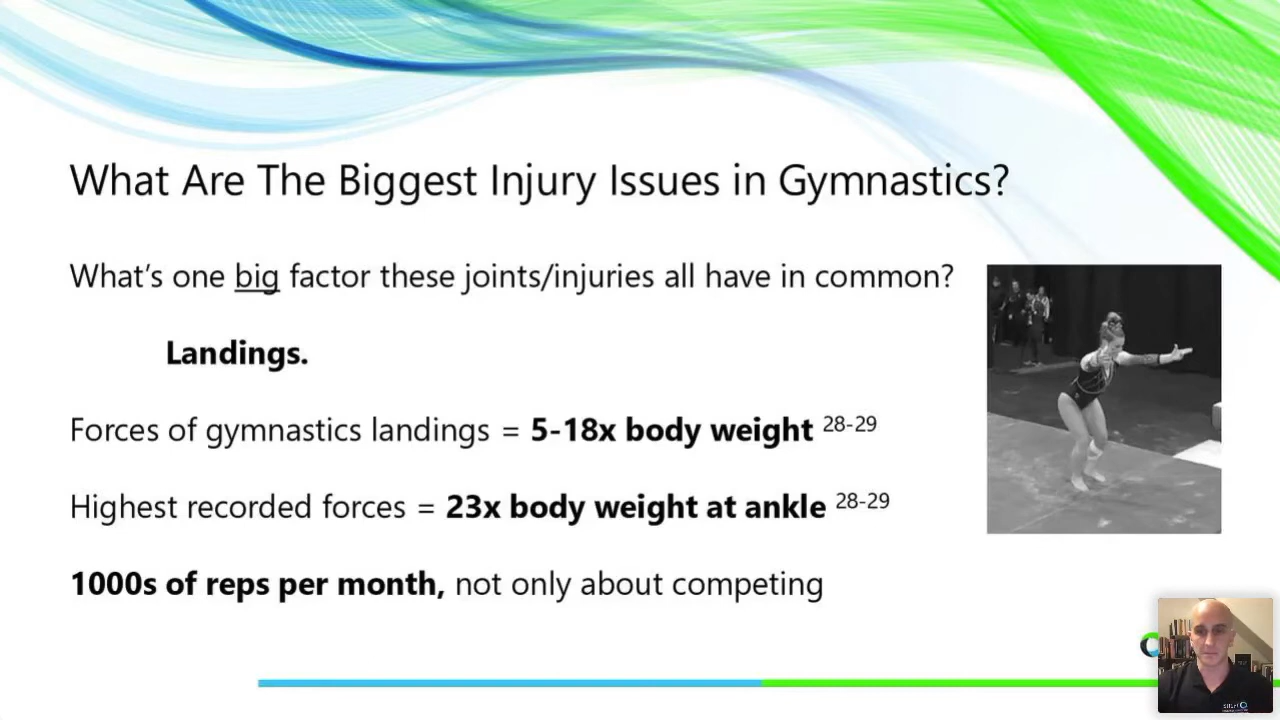 What Are The Biggest Injury Issues in Gymnastics?
What's one big factor these joints/injuries all have in common?
Landings.
Forces of gymnastics landings = 5-18x body weight 28-29
Highest recorded forces = 23x body weight at ankle 28-29
1000s of reps per month, not only about competing